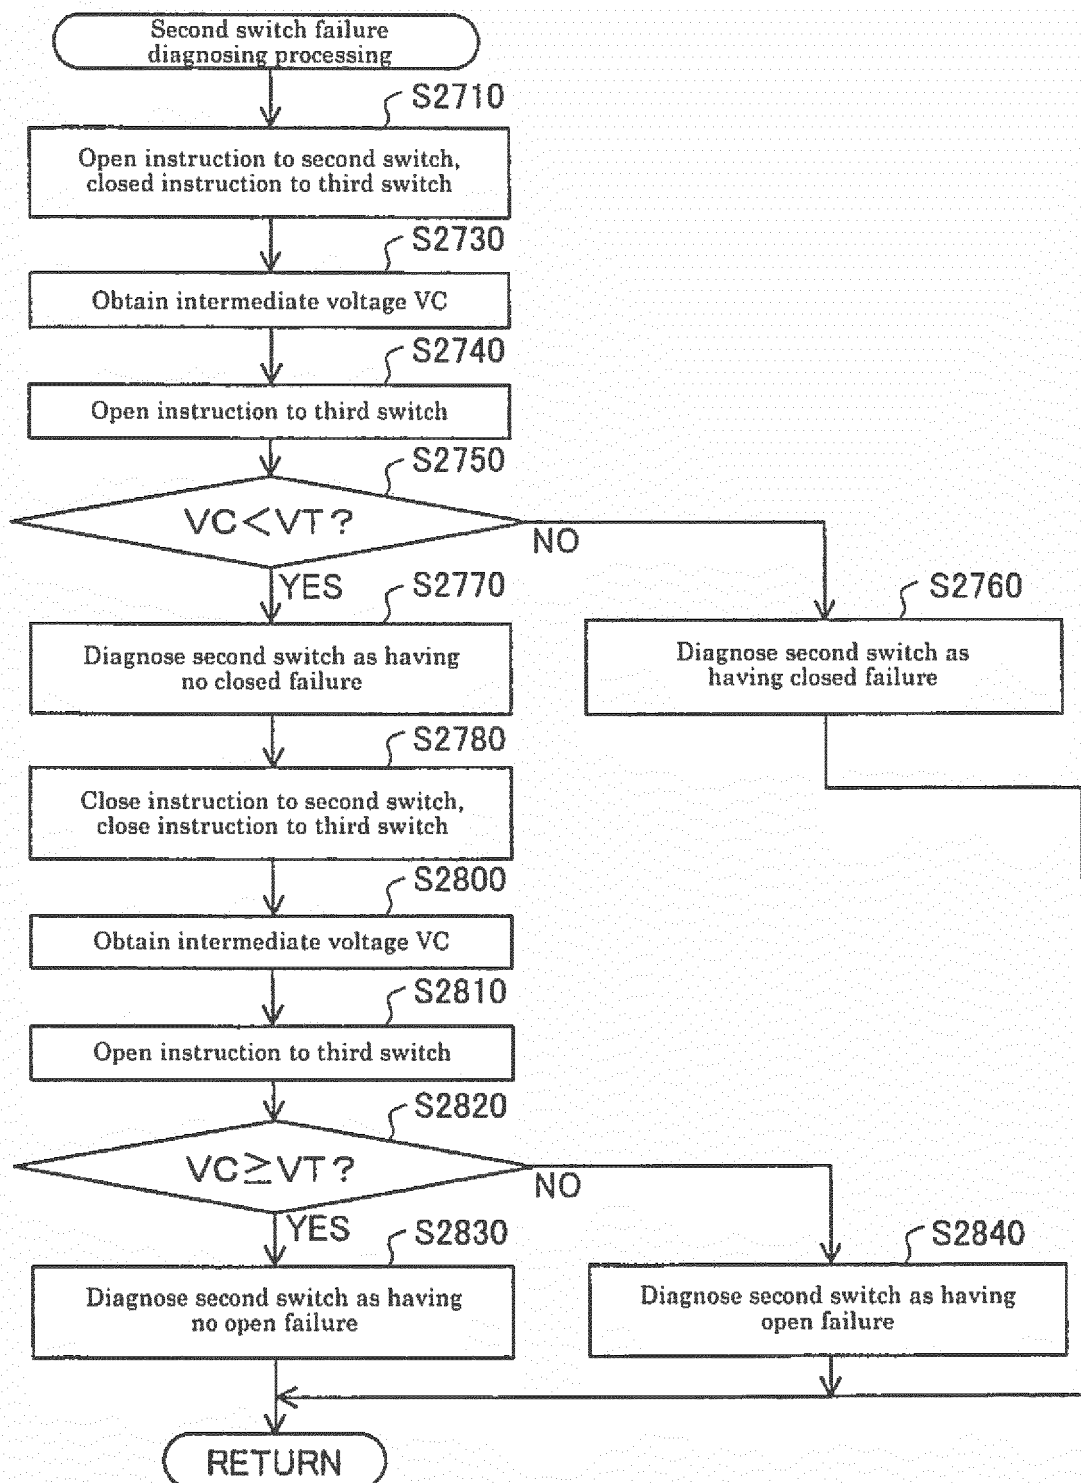 Second switch failure
diagnosing processing
S2710
Open instruction to second switch,
closed instruction to third switch
S2730
Obtain intermediate voltage VC
S2740
Open instruction to third switch
S2750
VC<VT?
NO
YES
S2770
S2760
Diagnose second switch as having
no closed failure
Diagnose second switch as
having closed failure
S2780
Close instruction to second switch,
close instruction to third switch
S2800
Obtain intermediate voltage VC
S2810
Open instruction to third switch
S2820
VC≥VT?
NO
YES
S2830
S2840
Diagnose second switch as having
no open failure
Diagnose second switch as having
open failure
RETURN